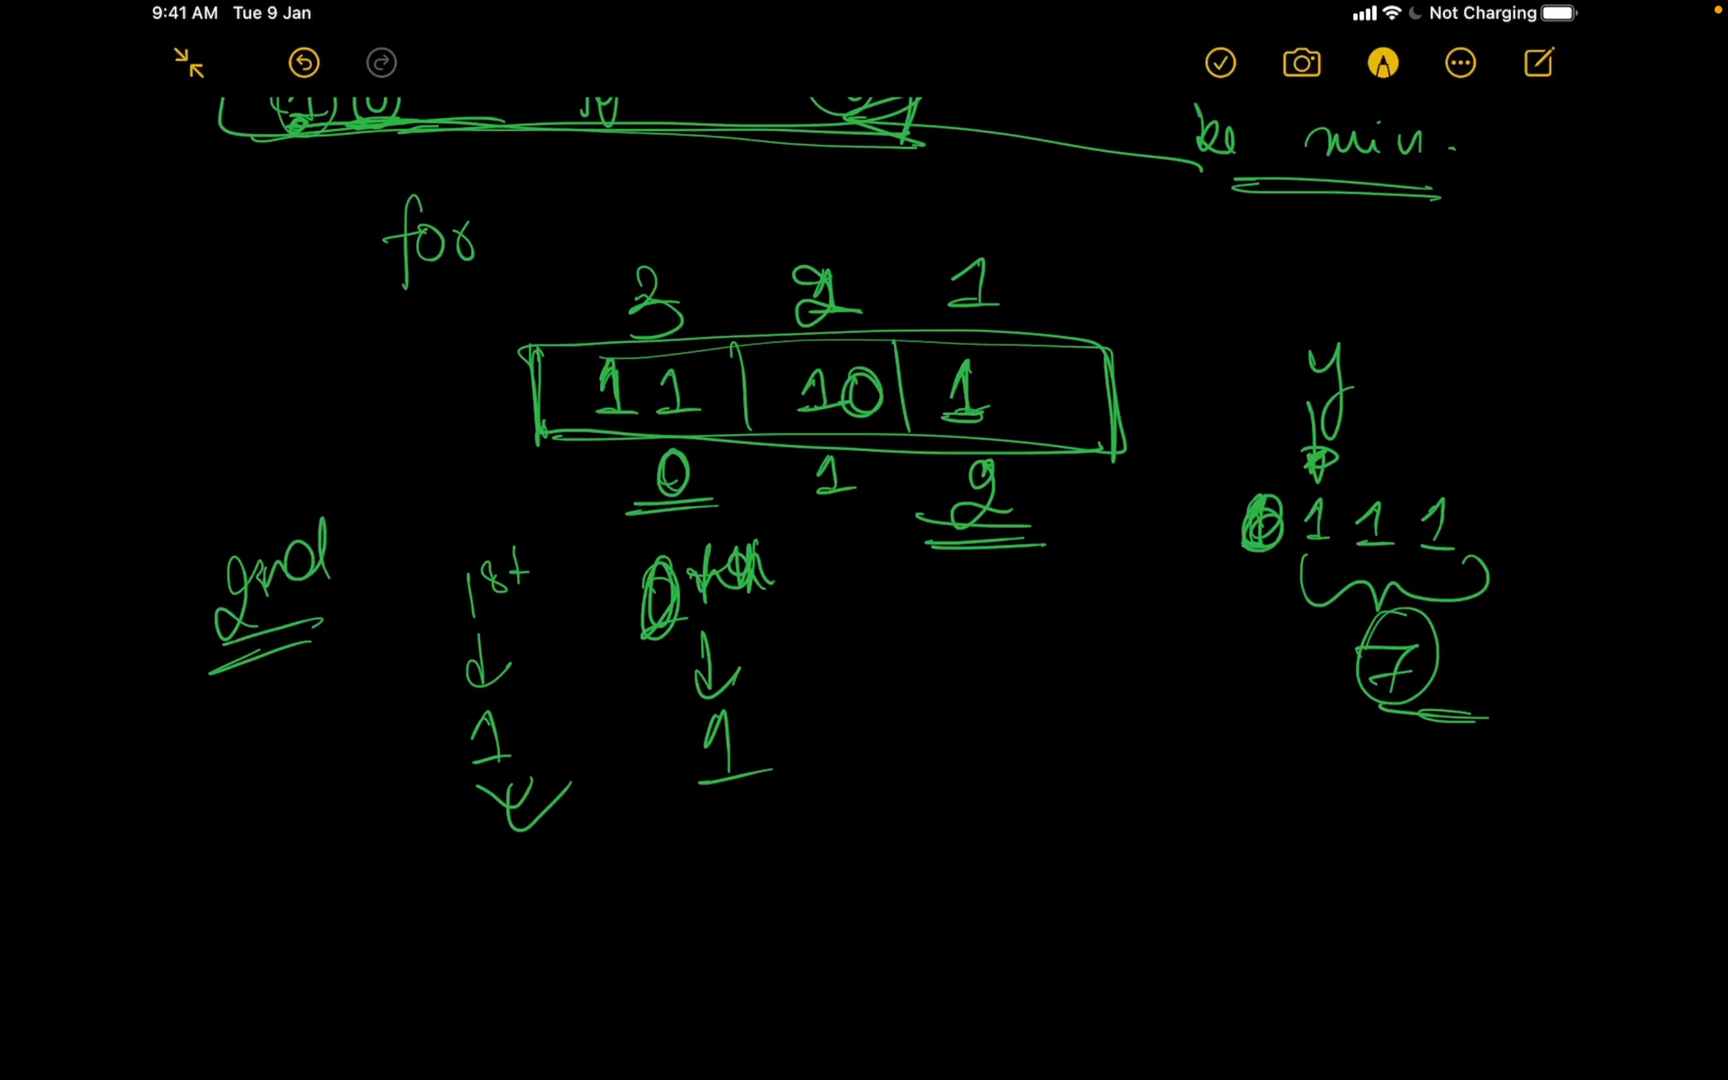 9:41 AM Tue 9 Jan Not Charging
be min.
for
3 2 1
11 10 1
0 1 2
y
1 1 1
2nd 1st 0th
7
1 1